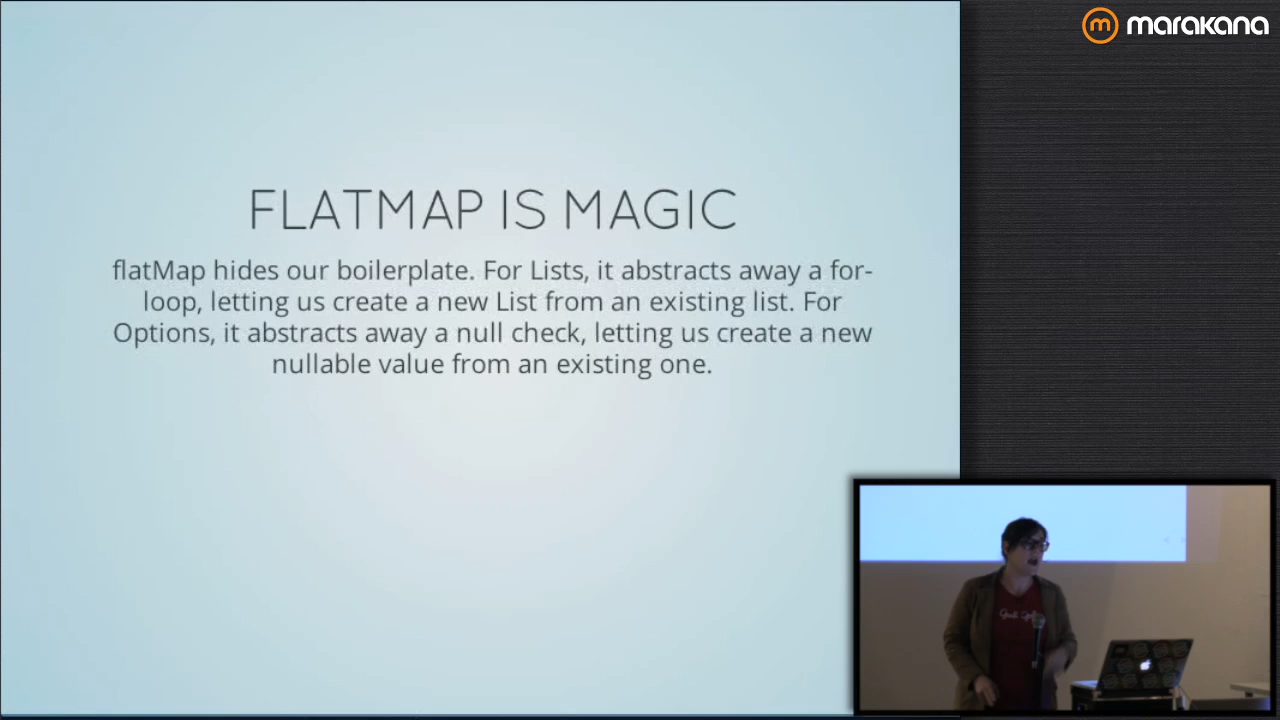 marakana
FLATMAP IS MAGIC
flatMap hides our boilerplate. For Lists, it abstracts away a for-
loop, letting us create a new List from an existing list. For
Options, it abstracts away a null check, letting us create a new
nullable value from an existing one.